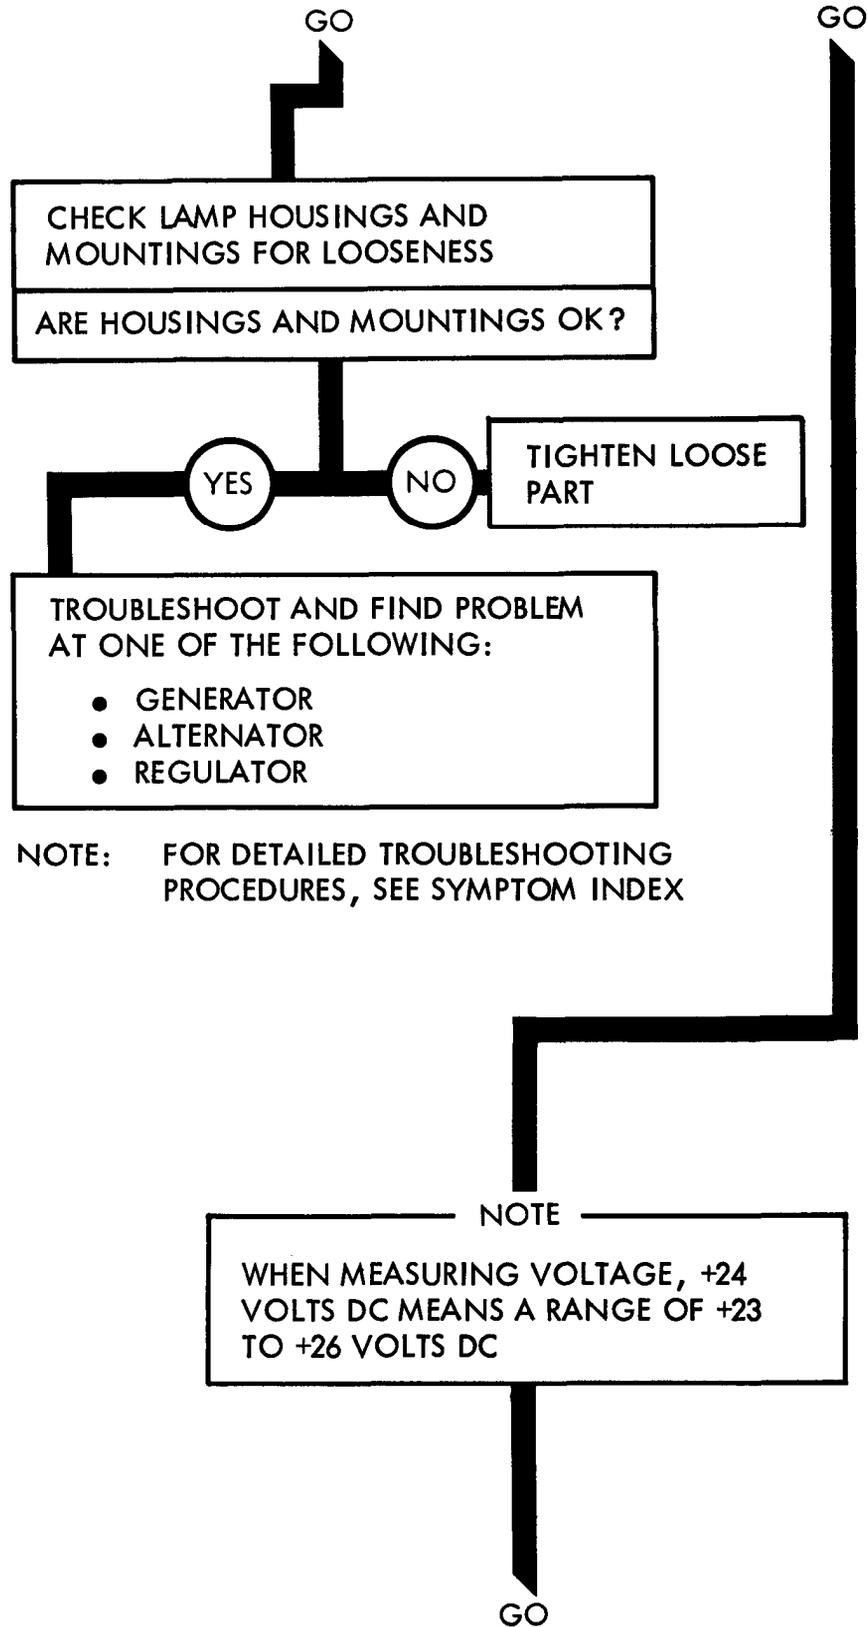 GO
GO
CHECK LAMP HOUSINGS AND
MOUNTINGS FOR LOOSENESS
ARE HOUSINGS AND MOUNTINGS OK?
YES
NO
TIGHTEN LOOSE
PART
TROUBLESHOOT AND FIND PROBLEM
AT ONE OF THE FOLLOWING:
• GENERATOR
• ALTERNATOR
• REGULATOR
NOTE: FOR DETAILED TROUBLESHOOTING
PROCEDURES, SEE SYMPTOM INDEX
NOTE
WHEN MEASURING VOLTAGE, +24
VOLTS DC MEANS A RANGE OF +23
TO +26 VOLTS DC
GO